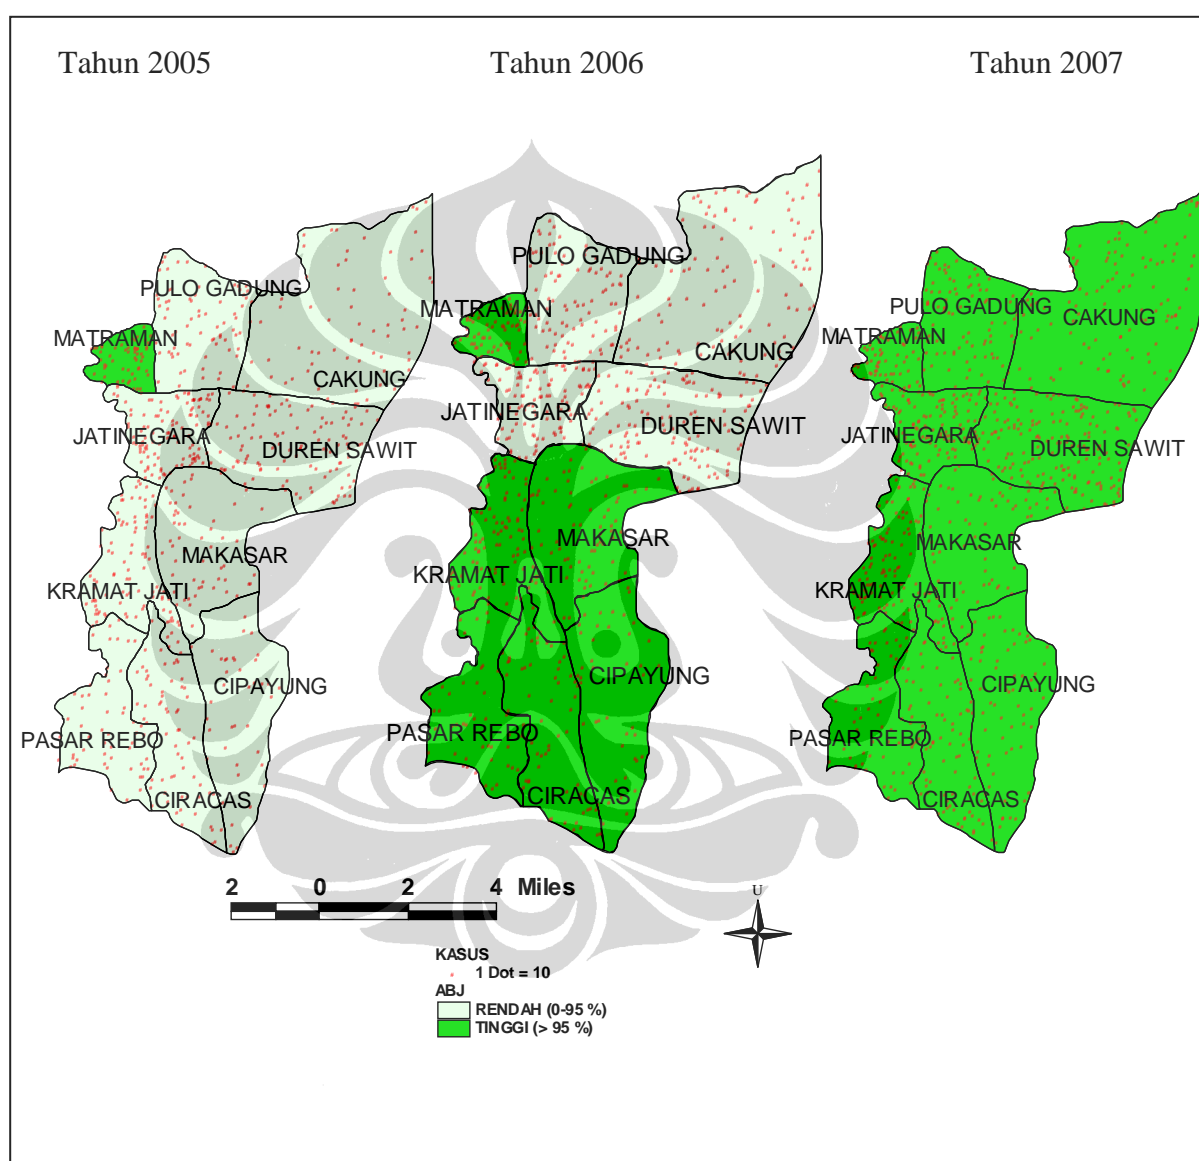 Tahun 2005
Tahun 2006
Tahun 2007
PULO GADUNG
MATRAMAN
CAKUNG
JATINEGARA
DUREN SAWIT
MAKASAR
KRAMAT JATI
CIPAYUNG
PASAR REBO
CIRACAS
PULO GADUNG
MATRAMAN
CAKUNG
JATINEGARA
DUREN SAWIT
MAKASAR
KRAMAT JATI
CIPAYUNG
PASAR REBO
CIRACAS
PULO GADUNG
CAKUNG
MATRAMAN
JATINEGARA
DUREN SAWIT
MAKASAR
KRAMAT JATI
CIPAYUNG
PASAR REBO
CIRACAS
2 0 2 4 Miles
U
KASUS
1 Dot = 10
ABJ
RENDAH (0-95 %)
TINGGI (> 95 %)